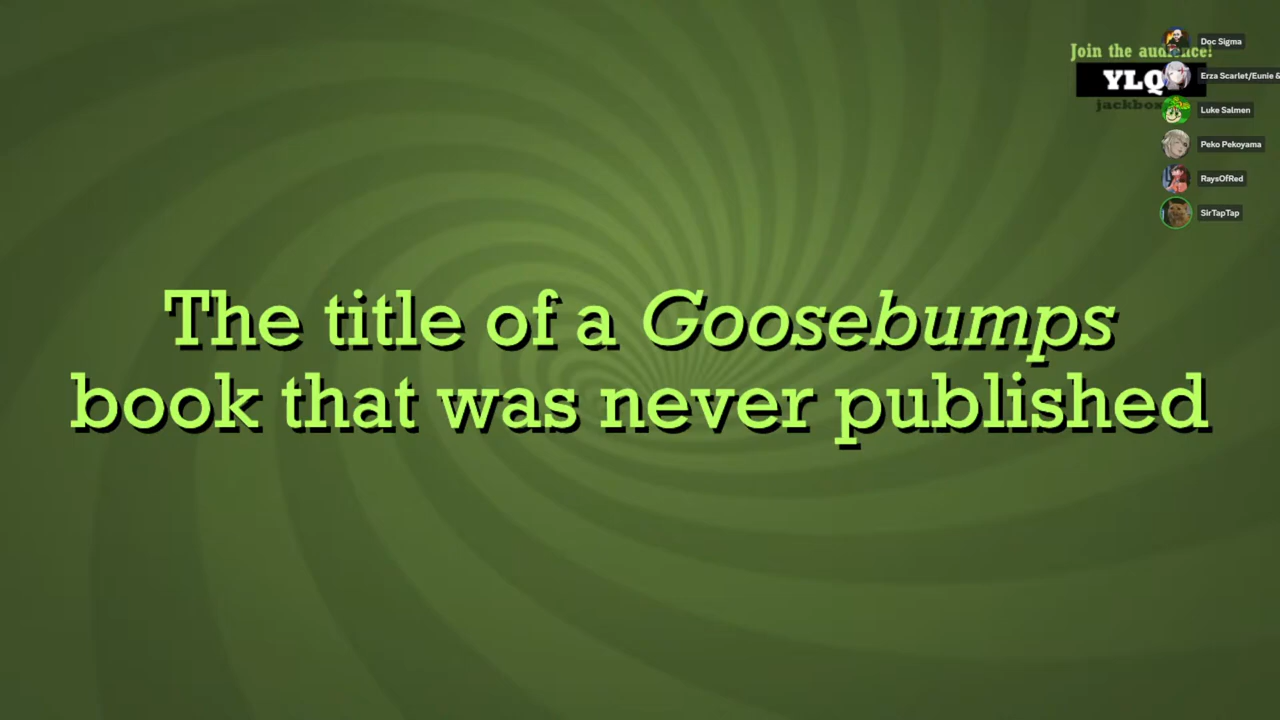 Join the audience!
YLQ
jackbox
Doc Sigma
Erza Scarlet/Eunie &
Luke Salmen
Peko Pekoyama
RaysOfRed
SirTapTap
The title of a Goosebumps
book that was never published